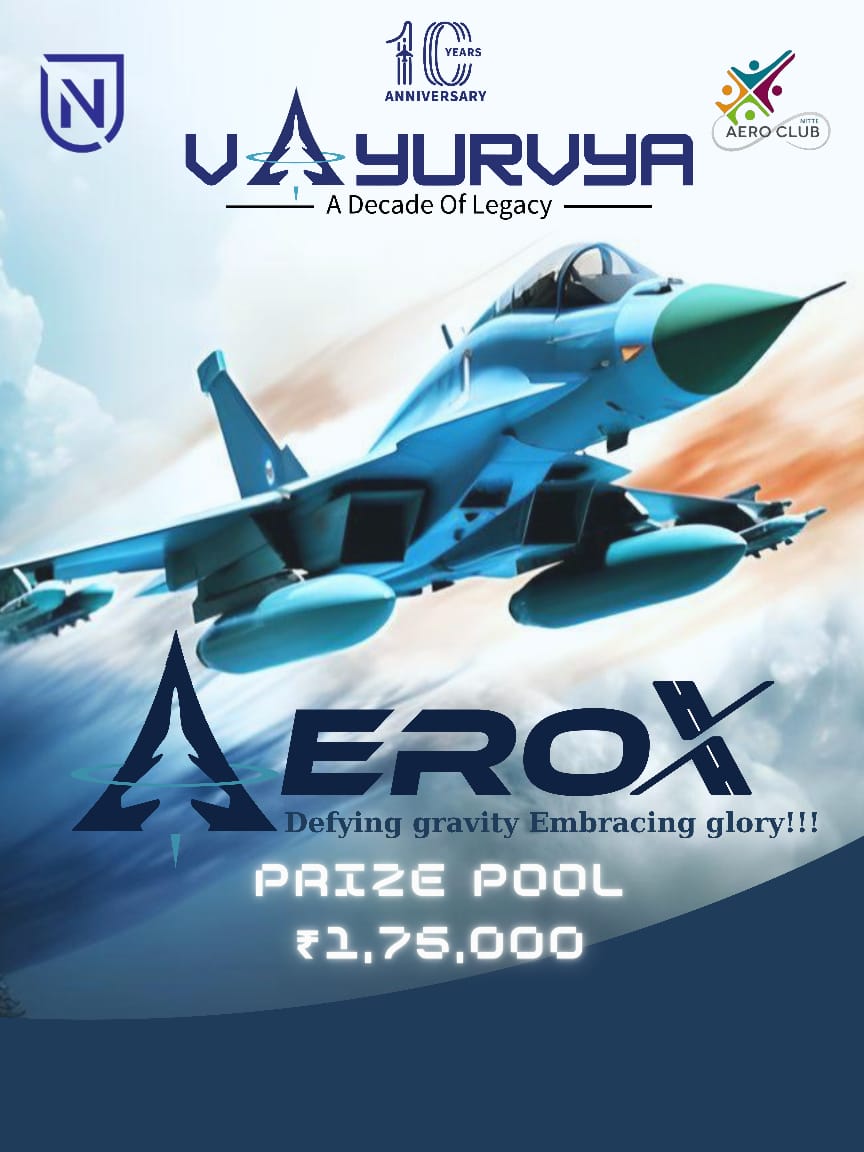 N
10
YEARS
ANNIVERSARY
NITTE
AERO CLUB
VAYURVYA
A Decade Of Legacy
AEROX
Defying gravity Embracing glory!!!
PRIZE POOL
₹1,75,000